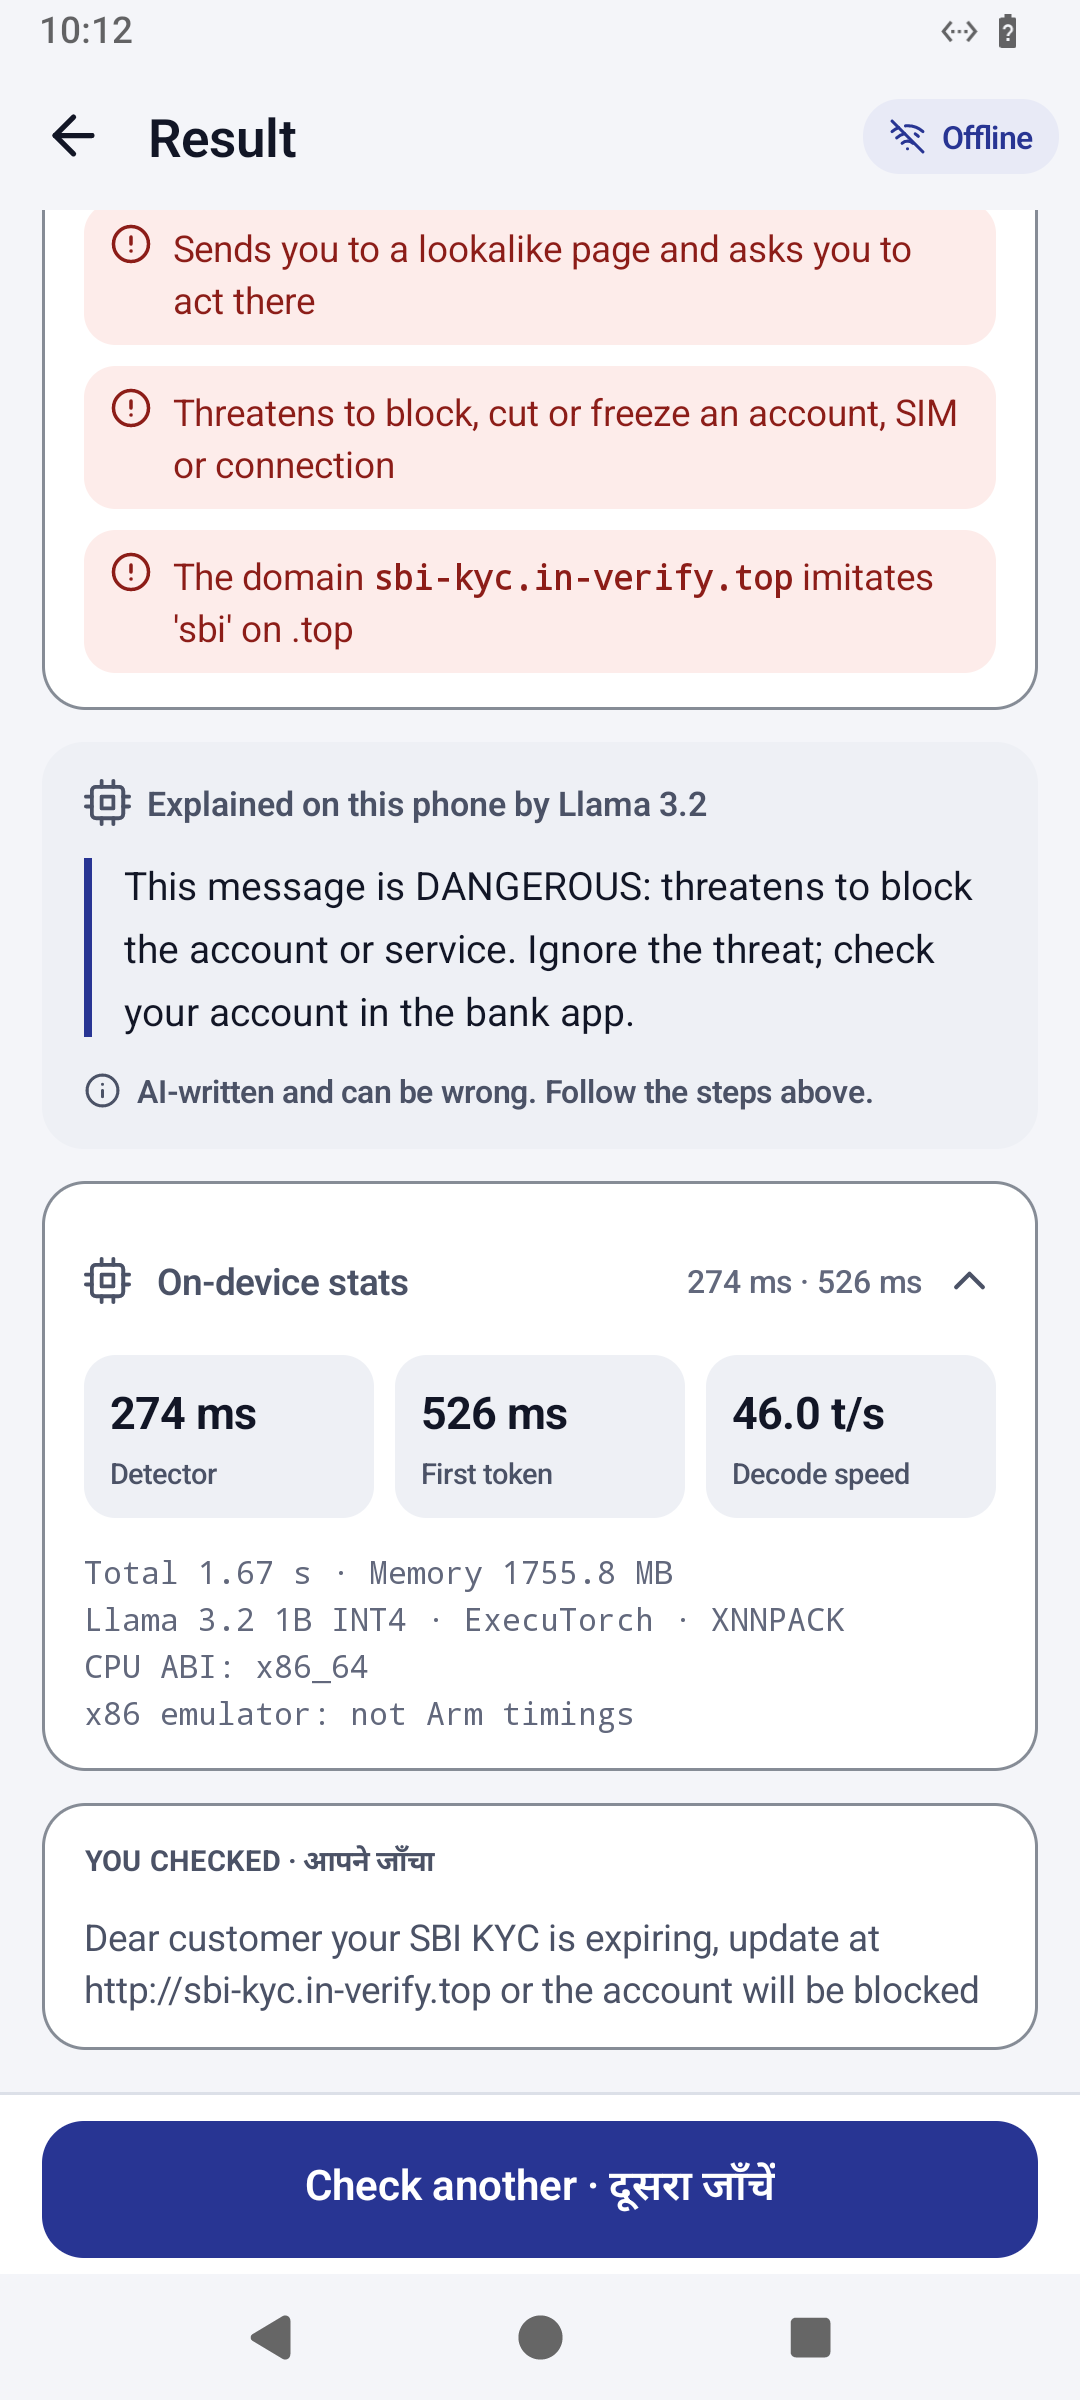 10:12
Result
Offline
Sends you to a lookalike page and asks you to
act there
Threatens to block, cut or freeze an account, SIM
or connection
The domain sbi-kyc.in-verify.top imitates
'sbi' on .top
Explained on this phone by Llama 3.2
This message is DANGEROUS: threatens to block
the account or service. Ignore the threat; check
your account in the bank app.
AI-written and can be wrong. Follow the steps above.
On-device stats
274 ms · 526 ms
274 ms
Detector
526 ms
First token
46.0 t/s
Decode speed
Total 1.67 s · Memory 1755.8 MB
Llama 3.2 1B INT4 · ExecuTorch · XNNPACK
CPU ABI: x86_64
x86 emulator: not Arm timings
YOU CHECKED · आपने जाँचा
Dear customer your SBI KYC is expiring, update at
http://sbi-kyc.in-verify.top or the account will be blocked
Check another · दूसरा जाँचें